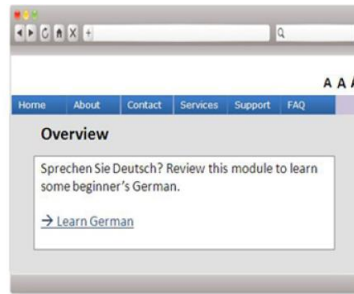 A A A
Home About Contact Services Support FAQ
Overview
Sprechen Sie Deutsch? Review this module to learn
some beginner's German.
→ Learn German